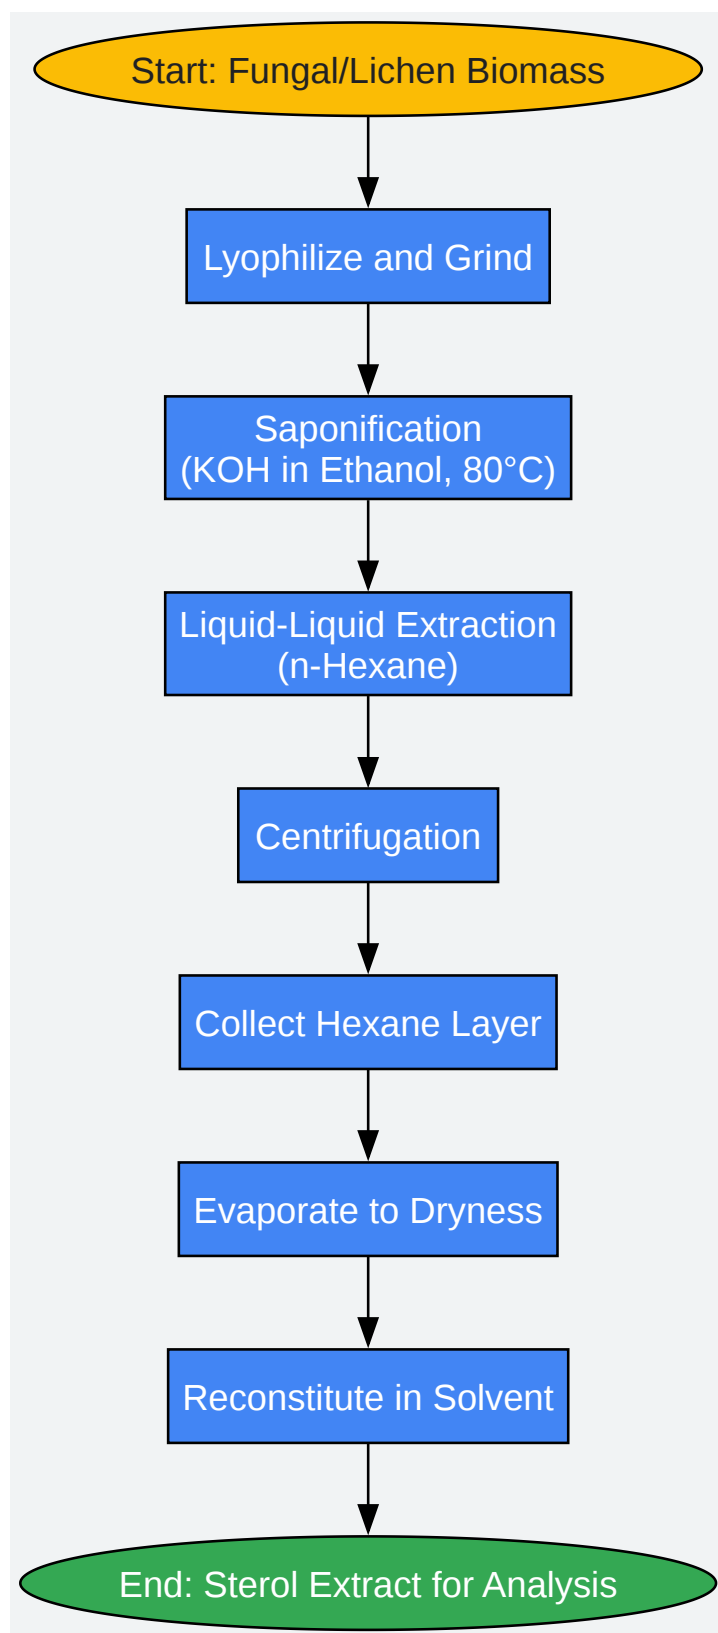 Start: Fungal/Lichen Biomass
Lyophilize and Grind
Saponification
(KOH in Ethanol, 80°C)
Liquid-Liquid Extraction
(n-Hexane)
Centrifugation
Collect Hexane Layer
Evaporate to Dryness
Reconstitute in Solvent
End: Sterol Extract for Analysis